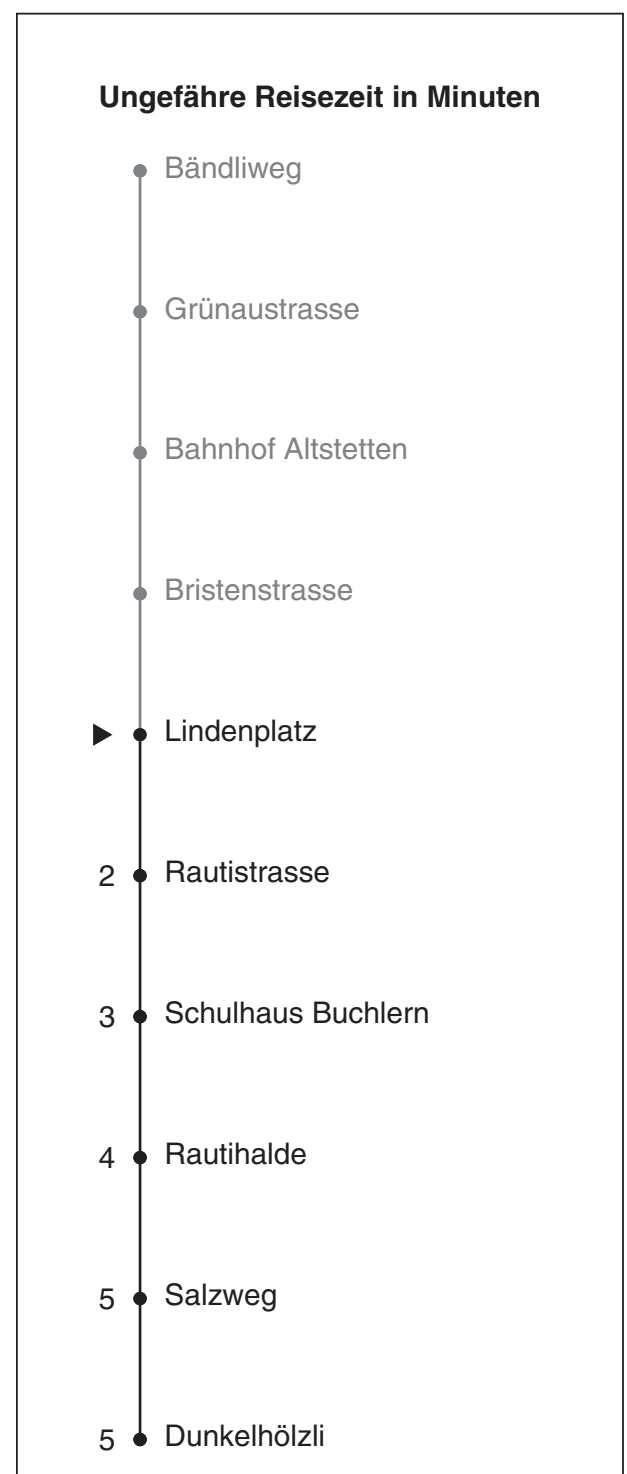 Ungefähre Reisezeit in Minuten
Bändliweg
Grünaustrasse
Bahnhof Altstetten
Bristenstrasse
Lindenplatz
2 Rautistrasse
3 Schulhaus Buchlern
4 Rautihalde
5 Salzweg
5 Dunkelhölzli